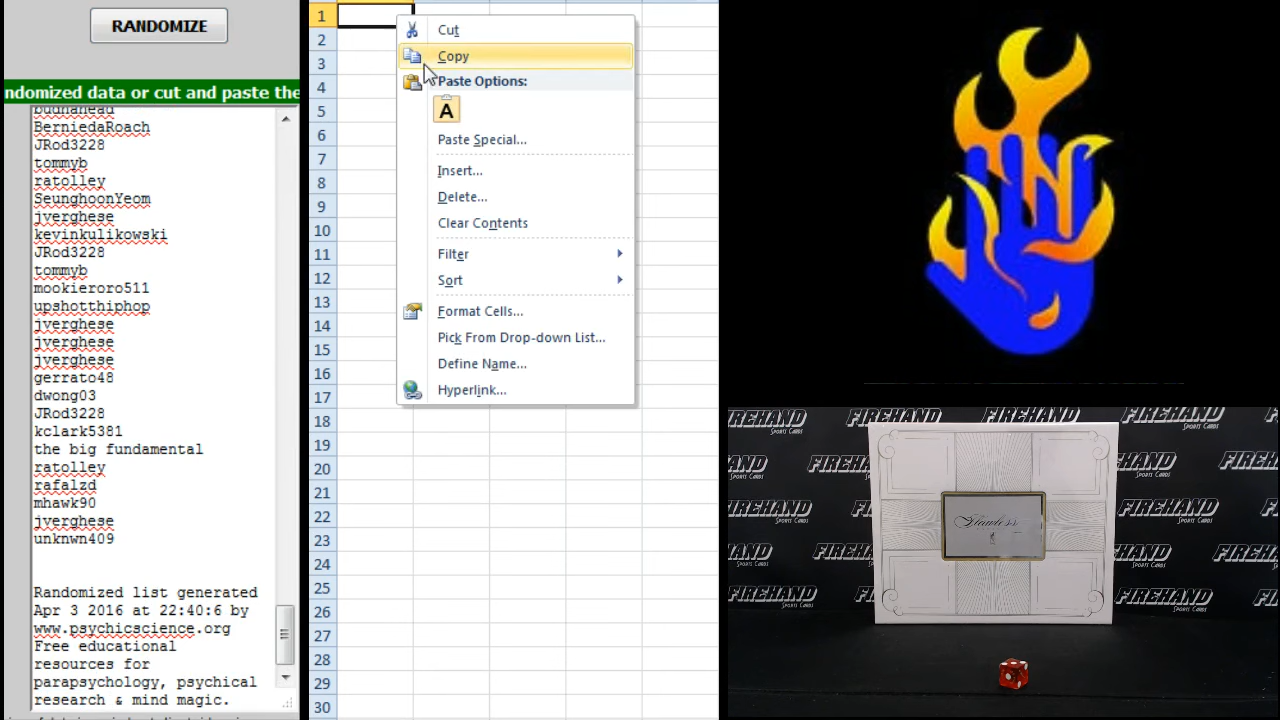 RANDOMIZE
ndomized data or cut and paste the
budhahead
BerniedaRoach
JRod3228
tommyb
ratolley
SeunghoonYeom
jverghese
kevinkulikowski
JRod3228
tommyb
mookieroro511
upshotthiphop
jverghese
jverghese
jverghese
gerrato48
dwong03
JRod3228
kclark5381
the big fundamental
ratolley
rafalzd
mhawk90
jverghese
unknwn409
Randomized list generated
Apr 3 2016 at 22:40:6 by
www.psychicscience.org
Free educational
resources for
parapsychology, psychical
research & mind magic.
1
2
3
4
5
6
7
8
9
10
11
12
13
14
15
16
17
18
19
20
21
22
23
24
25
26
27
28
29
30
Cut
Copy
Paste Options:
A
Paste Special...
Insert...
Delete...
Clear Contents
Filter
Sort
Format Cells...
Pick From Drop-down List...
Define Name...
Hyperlink...
FIREHAND
SPORTS CARDS
Flawless